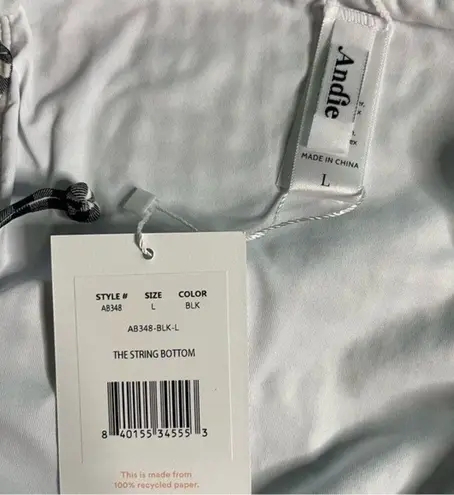 Andie
MADE IN CHINA
L
STYLE # SIZE COLOR
AB348 L BLK
AB348-BLK-L
THE STRING BOTTOM
8 40155 34555 3
This is made from
100% recycled paper.